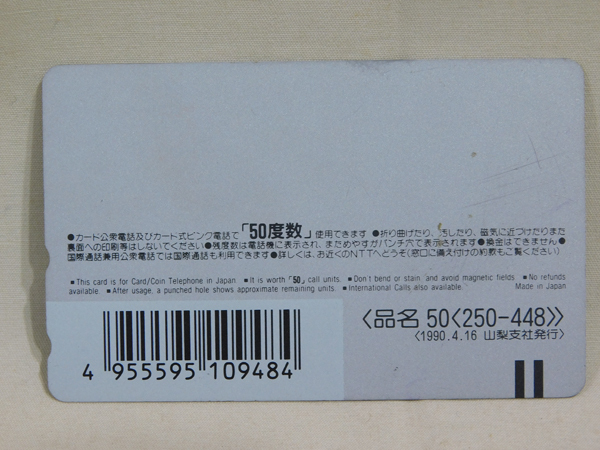 ●カード公衆電話及びカード式ピンク電話で「50度数」使用できます ●折り曲げたり、汚したり、磁気に近づけたりまた
裏面への印刷等はしないでください●残度数は電話機に表示され、まためやすがパンチ穴で表示されます●換金はできません●
国際通話兼用公衆電話では国際通話も利用できます●詳しくは、お近くのNTTへどうぞ(窓口に備え付けの約款もご覧ください)
■This card is for Card/Coin Telephone in Japan. ■It is worth「50」call units. ■Don't bend or stain and avoid magnetic fields ■No refunds
available. ■After usage, a punched hole shows approximate remaining units. ■International Calls also available. Made in Japan
〈品名 50〈250-448〉〉
〈1990.4.16 山梨支社発行〉
4 955595 109484